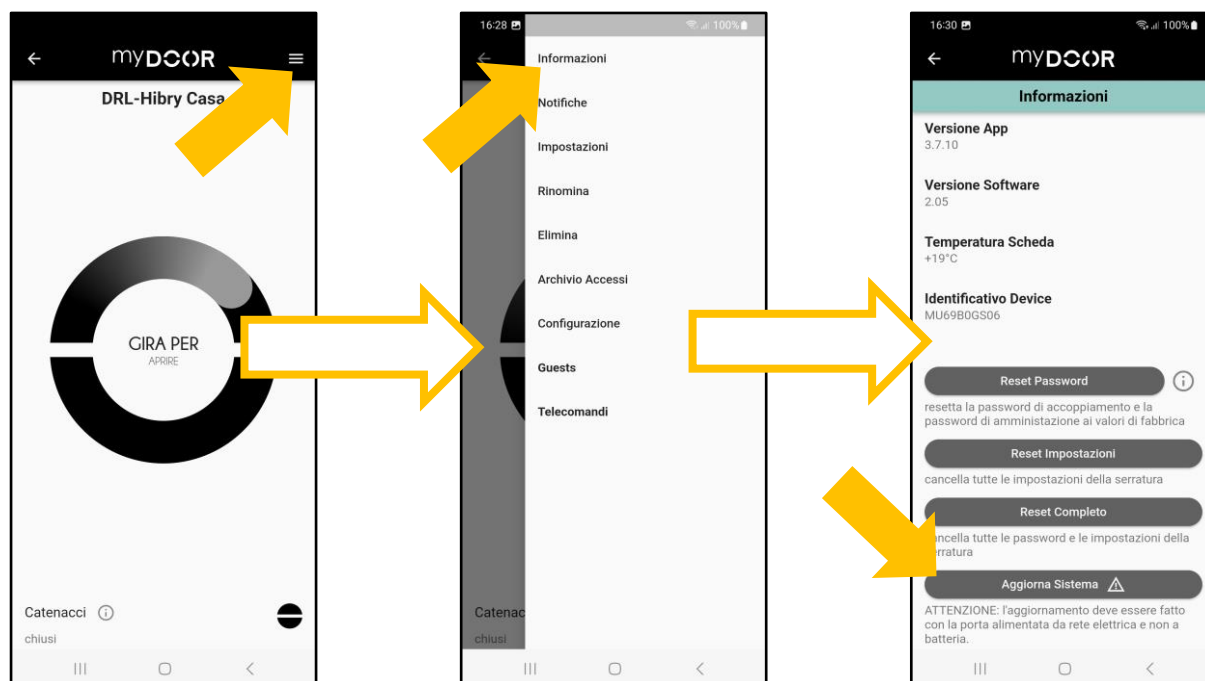 myDOOR
DRL-Hibry Casa
GIRA PER
APRIRE
Catenacci
chiusi
16:28
100%
Informazioni
Notifiche
Impostazioni
Rinomina
Elimina
Archivio Accessi
Configurazione
Guests
Telecomandi
Catenac
chiusi
16:30
100%
myDOOR
Informazioni
Versione App
3.7.10
Versione Software
2.05
Temperatura Scheda
+19°C
Identificativo Device
MU69B0GS06
Reset Password
resetta la password di accoppiamento e la
password di amministazione ai valori di fabbrica
Reset Impostazioni
cancella tutte le impostazioni della serratura
Reset Completo
ancella tutte le password e le impostazioni della
erratura
Aggiorna Sistema
ATTENZIONE: l'aggiornamento deve essere fatto
con la porta alimentata da rete elettrica e non a
batteria.